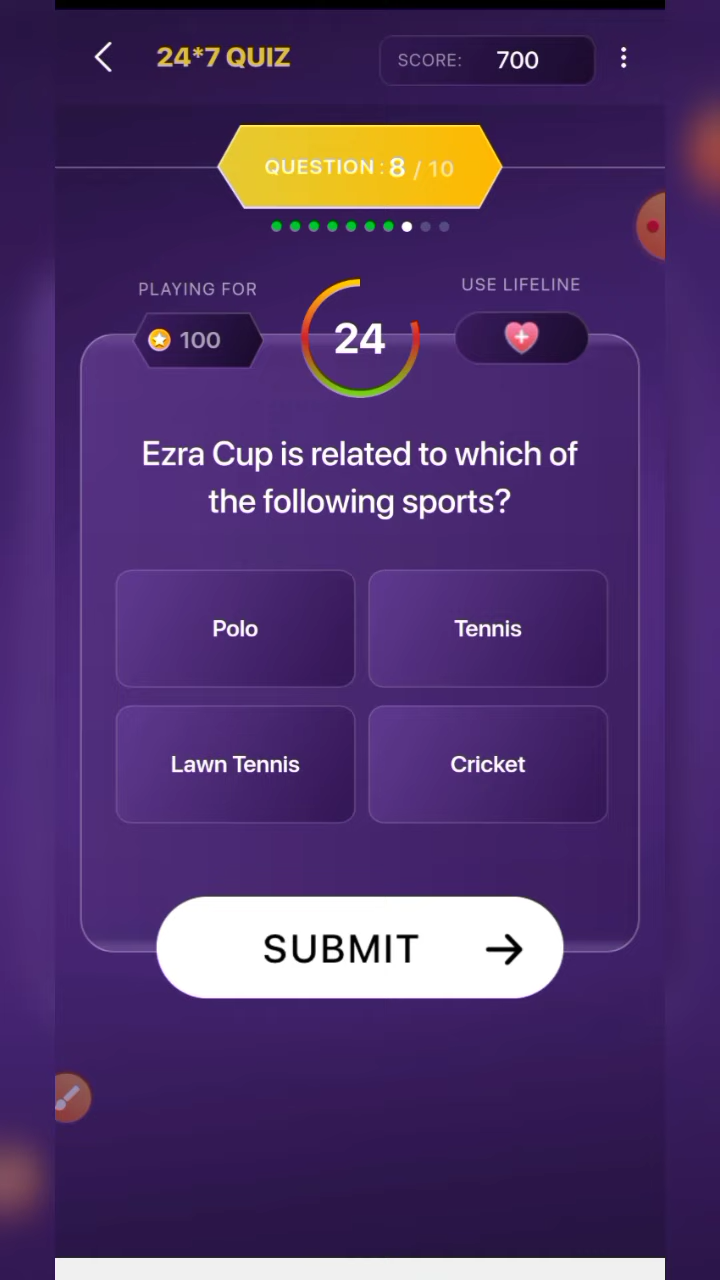 24*7 QUIZ
SCORE: 700
QUESTION : 8 / 10
PLAYING FOR
USE LIFELINE
100
24
Ezra Cup is related to which of
the following sports?
Polo
Tennis
Lawn Tennis
Cricket
SUBMIT